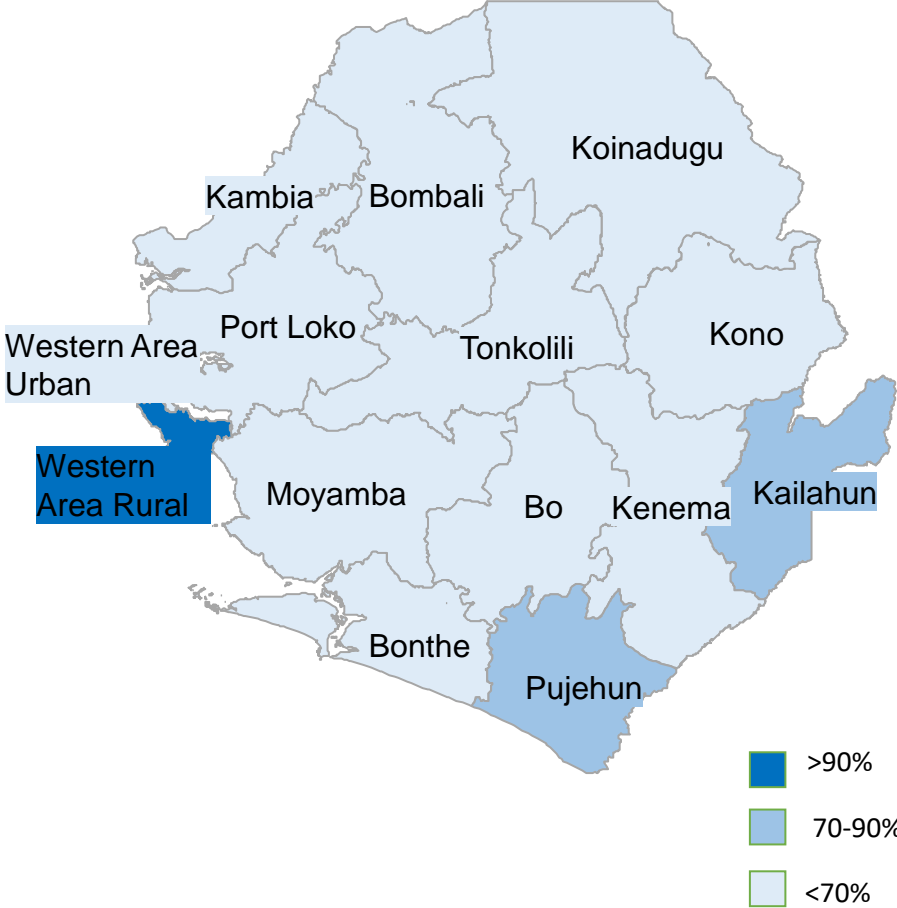 Koinadugu
Kambia
Bombali
Port Loko
Kono
Western Area
Urban
Tonkolili
Western
Area Rural
Moyamba
Bo
Kenema
Kailahun
Bonthe
Pujehun
>90%
70-90%
<70%